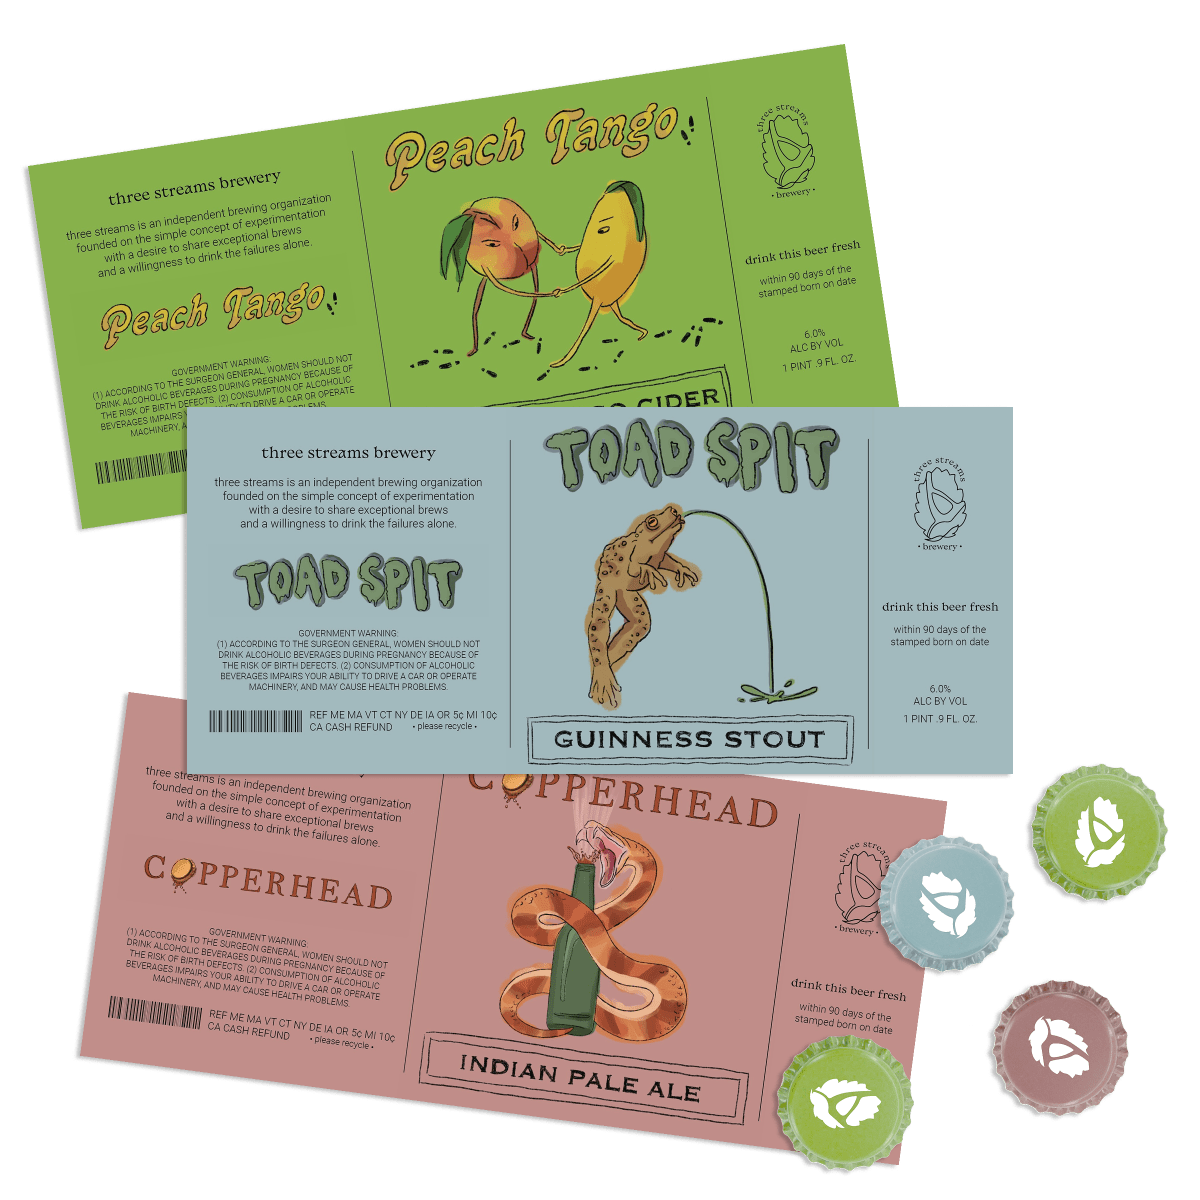 Peach Tango
three streams brewery
three streams is an independent brewing organization
founded on the simple concept of experimentation
with a desire to share exceptional brews
and a willingness to drink the failures alone.
Peach Tango
GOVERNMENT WARNING:
(1) ACCORDING TO THE SURGEON GENERAL, WOMEN SHOULD NOT
DRINK ALCOHOLIC BEVERAGES DURING PREGNANCY BECAUSE OF
THE RISK OF BIRTH DEFECTS. (2) CONSUMPTION OF ALCOHOLIC
BEVERAGES IMPAIRS TO DRIVE A CAR OR OPERATE
MACHINERY, PROBLEMS.
CIDER
three streams
• brewery •
drink this beer fresh
within 90 days of the
stamped born on date
6.0%
ALC BY VOL
1 PINT .9 FL. OZ.
three streams brewery
three streams is an independent brewing organization
founded on the simple concept of experimentation
with a desire to share exceptional brews
and a willingness to drink the failures alone.
TOAD SPIT
GOVERNMENT WARNING:
(1) ACCORDING TO THE SURGEON GENERAL, WOMEN SHOULD NOT
DRINK ALCOHOLIC BEVERAGES DURING PREGNANCY BECAUSE OF
THE RISK OF BIRTH DEFECTS. (2) CONSUMPTION OF ALCOHOLIC
BEVERAGES IMPAIRS YOUR ABILITY TO DRIVE A CAR OR OPERATE
MACHINERY, AND MAY CAUSE HEALTH PROBLEMS.
REF ME MA VT CT NY DE IA OR 5¢ MI 10¢
CA CASH REFUND • please recycle •
TOAD SPIT
GUINNESS STOUT
three streams
• brewery •
drink this beer fresh
within 90 days of the
stamped born on date
6.0%
ALC BY VOL
1 PINT .9 FL. OZ.
three streams is an independent brewing organization
founded on the simple concept of experimentation
with a desire to share exceptional brews
and a willingness to drink the failures alone.
COPPERHEAD
GOVERNMENT WARNING:
(1) ACCORDING TO THE SURGEON GENERAL, WOMEN SHOULD NOT
DRINK ALCOHOLIC BEVERAGES DURING PREGNANCY BECAUSE OF
THE RISK OF BIRTH DEFECTS. (2) CONSUMPTION OF ALCOHOLIC
BEVERAGES IMPAIRS YOUR ABILITY TO DRIVE A CAR OR OPERATE
MACHINERY, AND MAY CAUSE HEALTH PROBLEMS.
REF ME MA VT CT NY DE IA OR 5¢ MI 10¢
CA CASH REFUND • please recycle •
COPPERHEAD
INDIAN PALE ALE
three streams
• brewery •
drink this beer fresh
within 90 days of the
stamped born on date